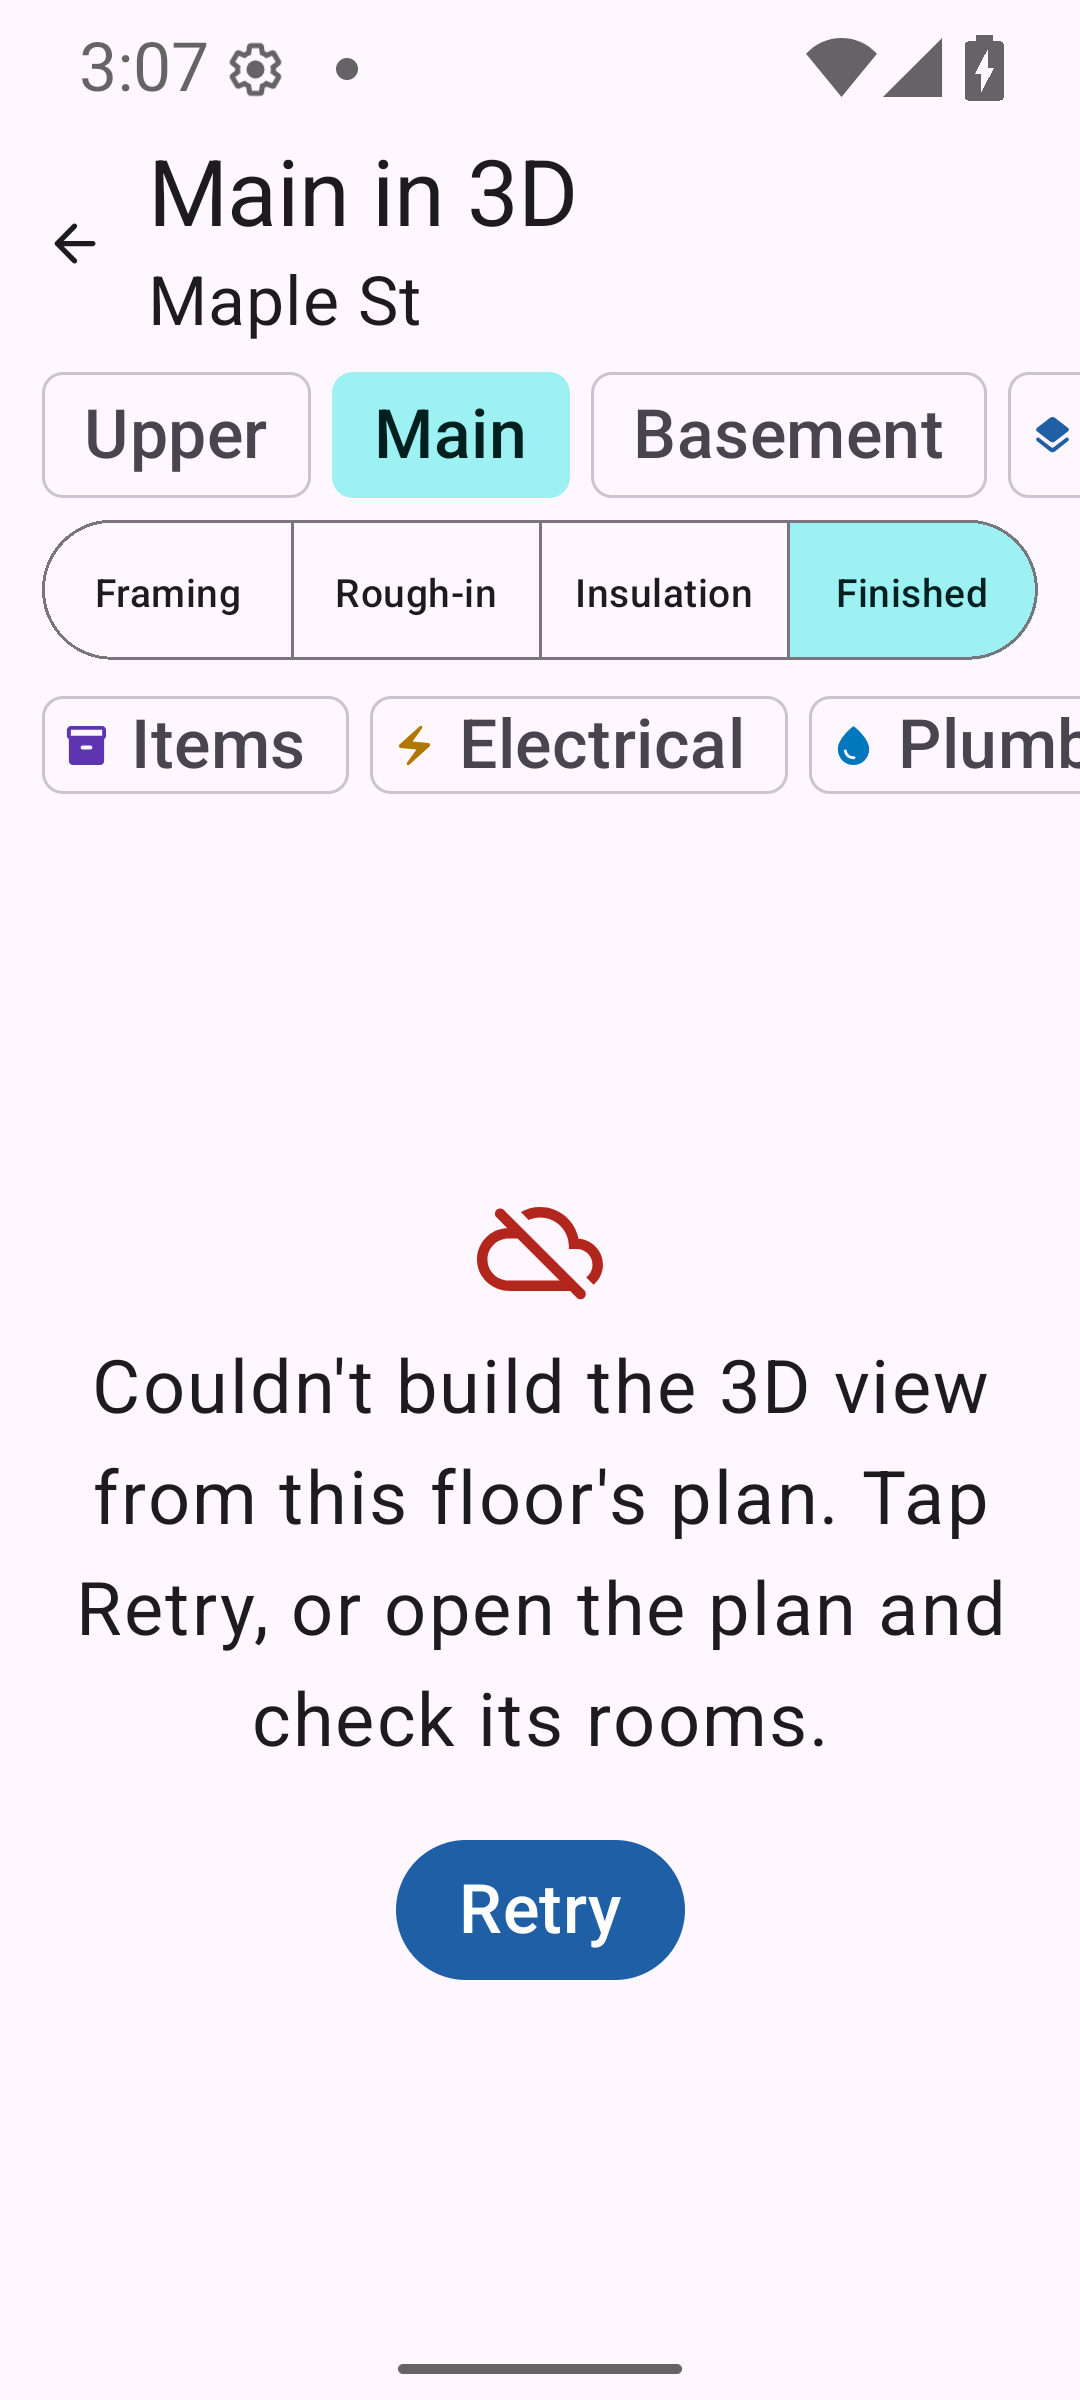 3:07
Main in 3D
Maple St
Upper
Main
Basement
Framing
Rough-in
Insulation
Finished
Items
Electrical
Plumb
Couldn't build the 3D view
from this floor's plan. Tap
Retry, or open the plan and
check its rooms.
Retry